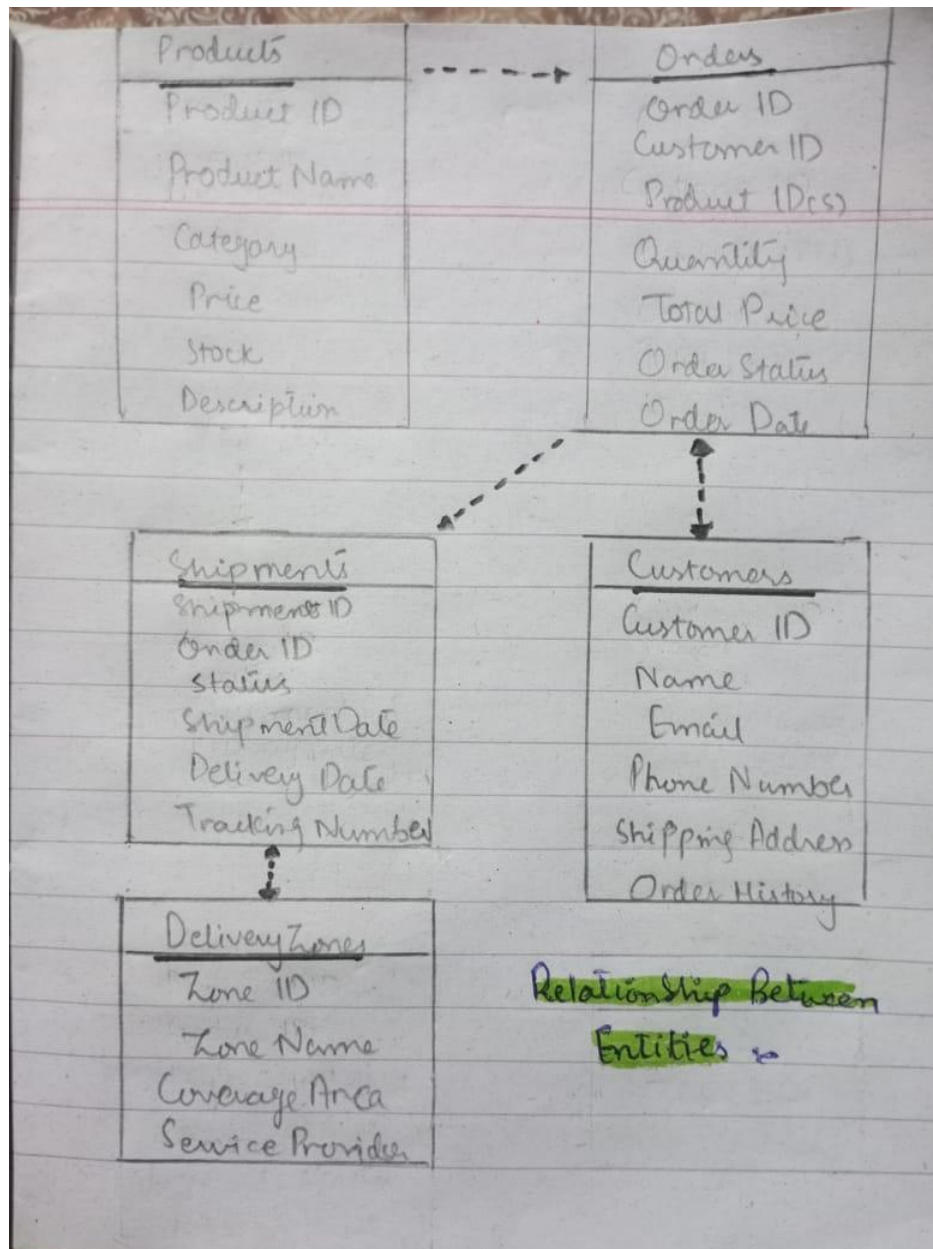 Products
Product ID
Product Name
Category
Price
Stock
Description
Orders
Order ID
Customer ID
Product ID(s)
Quantity
Total Price
Order Status
Order Date
Shipments
Shipment ID
Order ID
Status
Shipment Date
Delivery Date
Tracking Number
Customers
Customer ID
Name
Email
Phone Number
Shipping Address
Order History
Delivery Zones
Zone ID
Zone Name
Coverage Area
Service Provider
Relationship Between
Entities :-